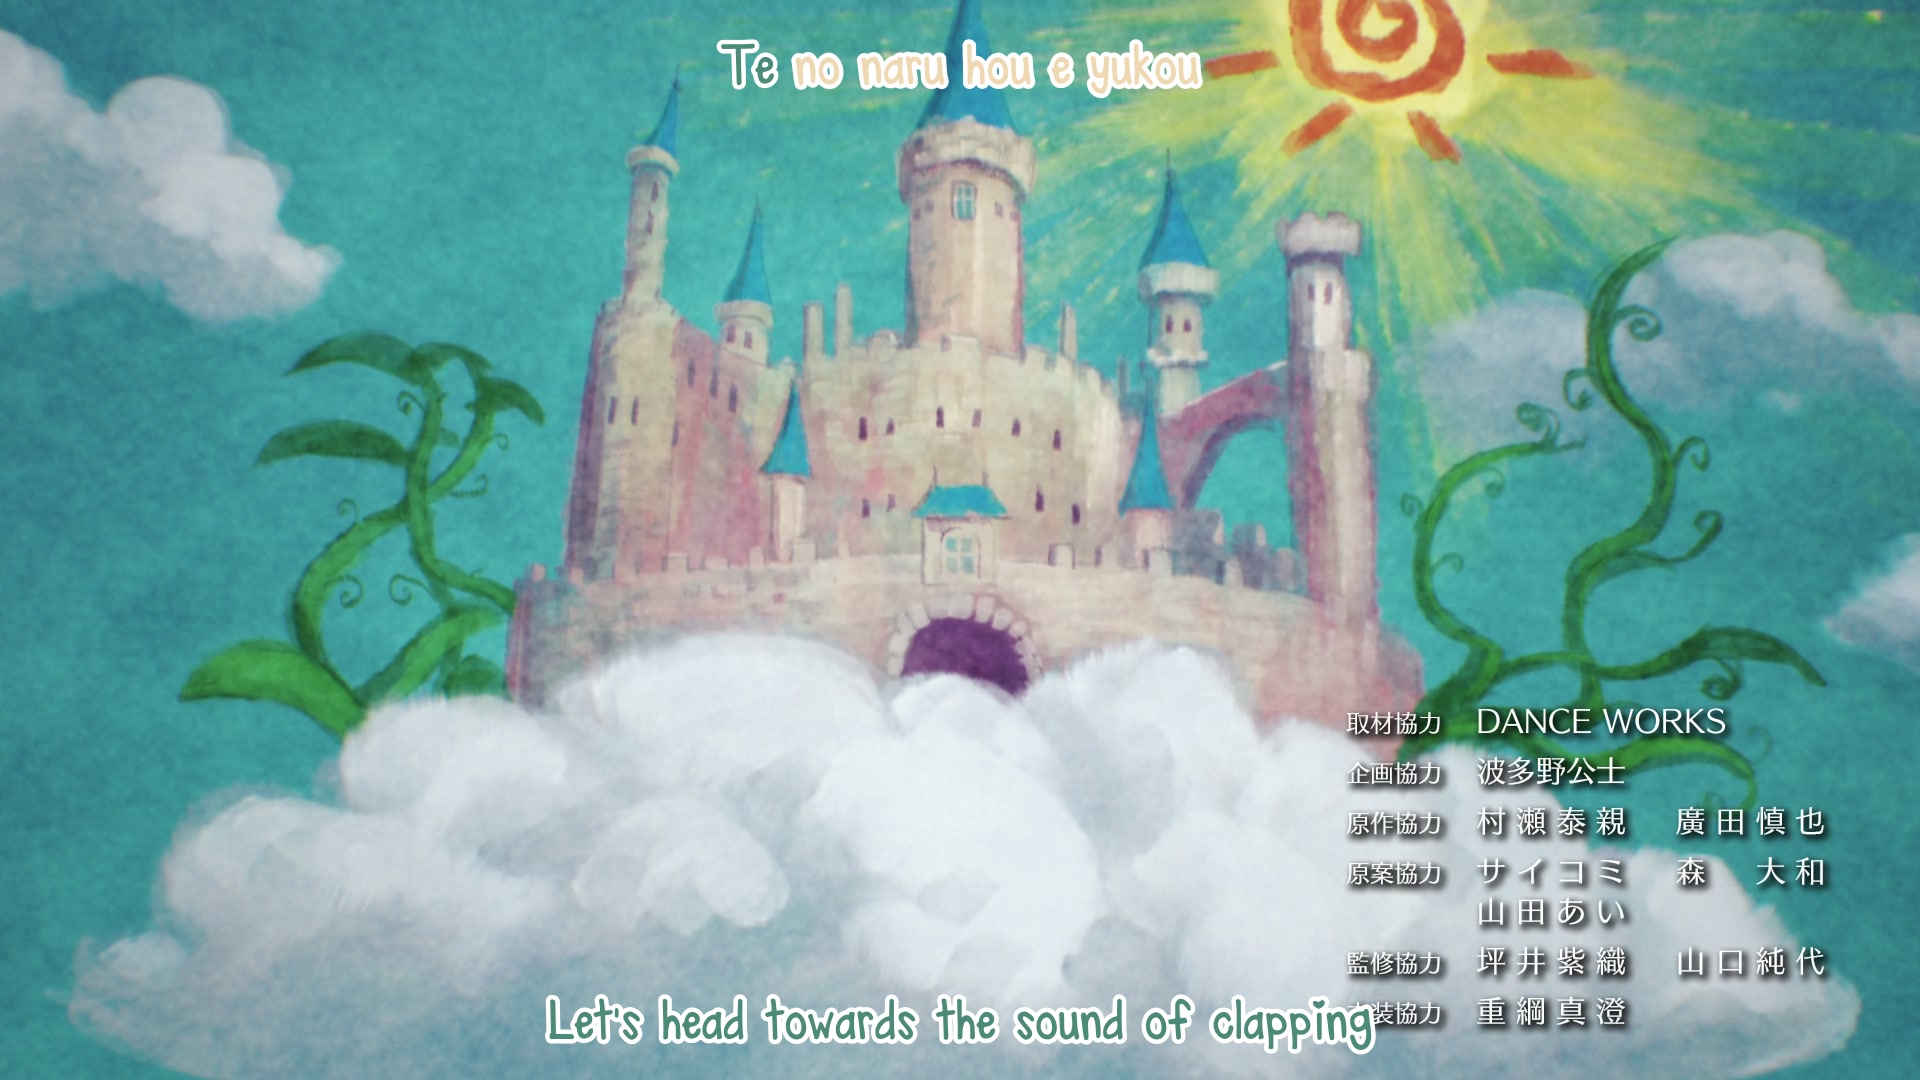 Te no naru hou e yukou
取材協力 DANCE WORKS
企画協力 波多野公士
原作協力 村瀬泰親 廣田慎也
原案協力 サイコミ 森 大和
山田あい
監修協力 坪井紫織 山口純代
装協力 重綱真澄
Let's head towards the sound of clapping